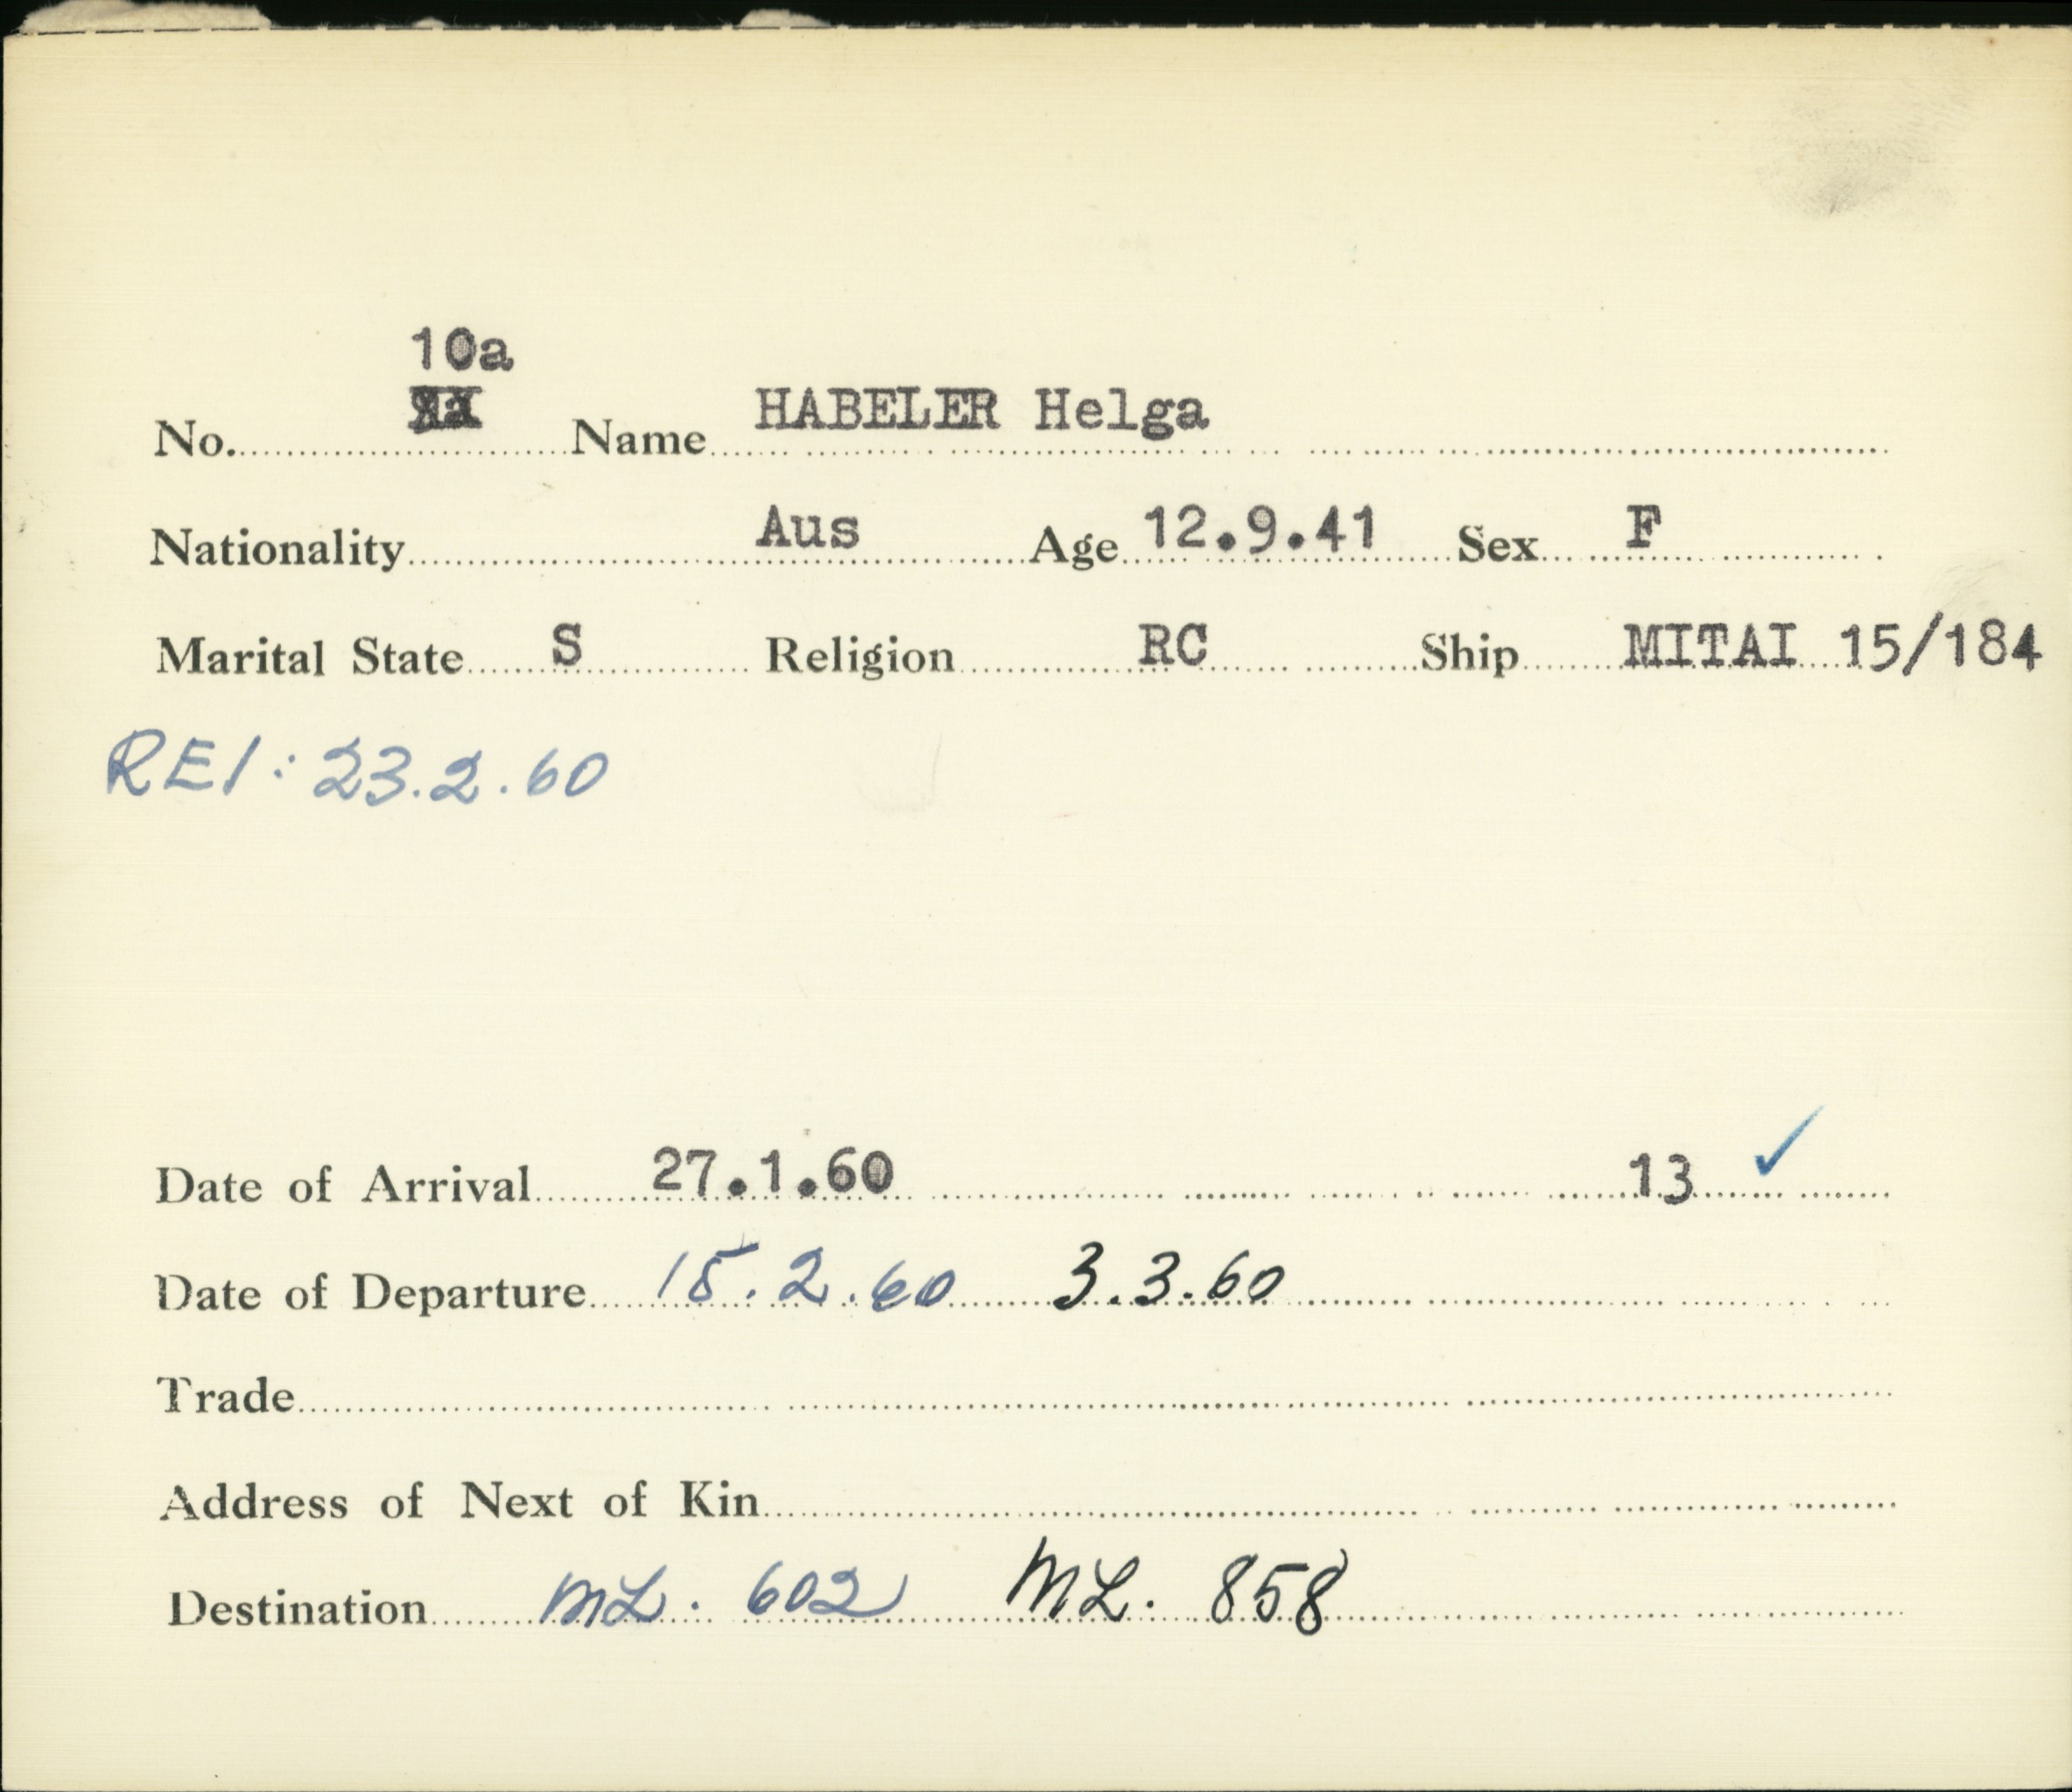 10a
No. Name HABELER Helga
Nationality Aus Age 12.9.41 Sex F
Marital State S Religion RC Ship MITAI 15/184
REI: 23.2.60
Date of Arrival 27.1.60 13 ✓
Date of Departure 15.2.60 3.3.60
Trade
Address of Next of Kin
Destination ML. 602 ML. 858